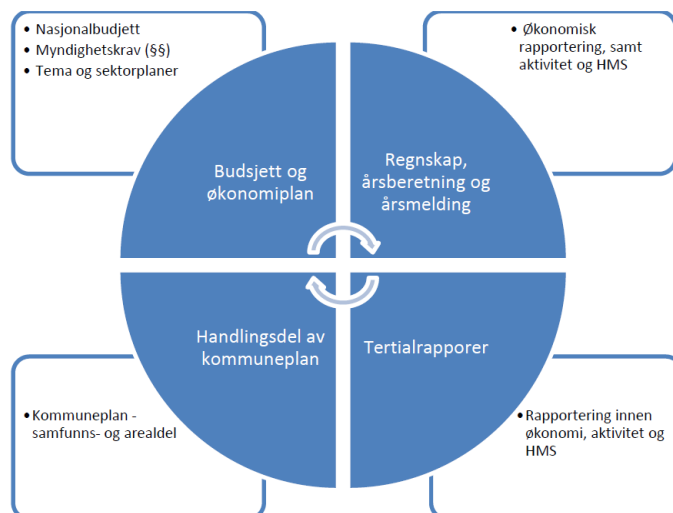 • Nasjonalbudjett
• Myndighetskrav (§§)
• Tema og sektorplaner
• Økonomisk
rapportering, samt
aktivitet og HMS
Budsjett og
økonomiplan
Regnskap,
årsberetning og
årsmelding
Handlingsdel av
kommuneplan
Tertialrapporer
•Kommuneplan -
samfunns- og arealdel
•Rapportering innen
økonomi, aktivitet og
HMS